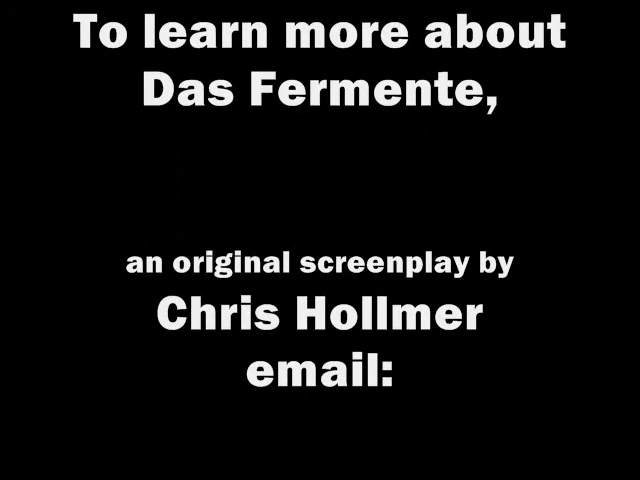 To learn more about
Das Fermente,
an original screenplay by
Chris Hollmer
email: